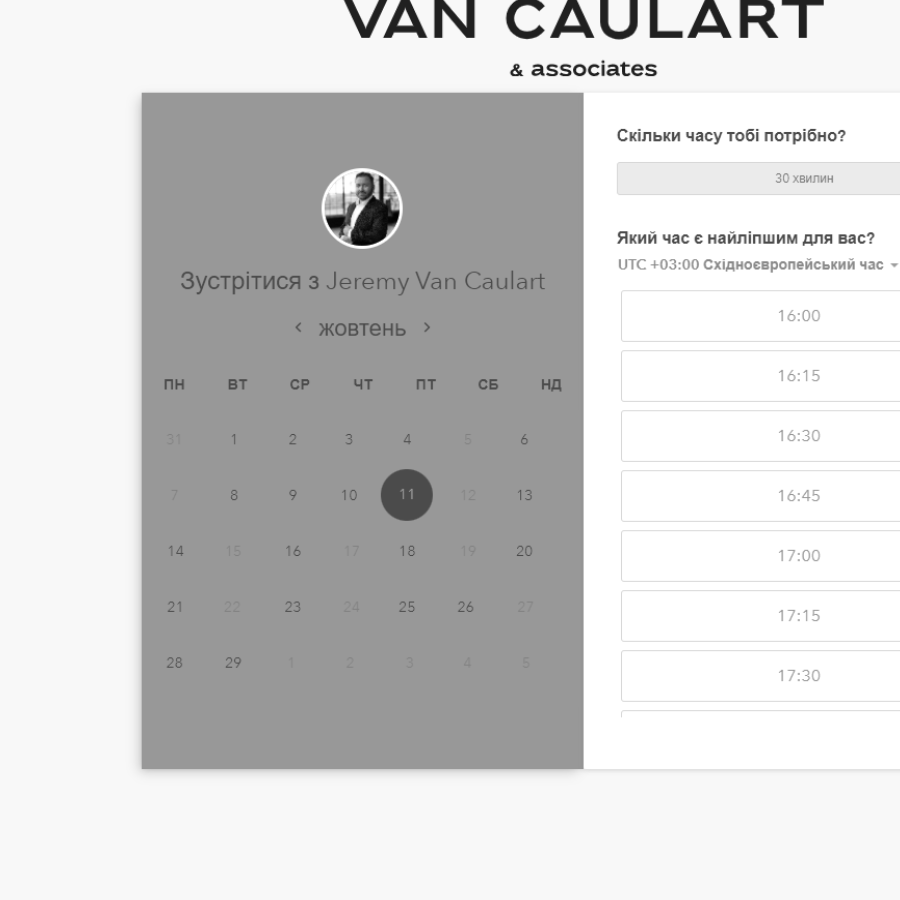 VAN CAULART
& associates
Зустрітися з Jeremy Van Caulart
жовтень
ПН ВТ СР ЧТ ПТ СБ НД
31 1 2 3 4 5 6
7 8 9 10 11 12 13
14 15 16 17 18 19 20
21 22 23 24 25 26 27
28 29 1 2 3 4 5
Скільки часу тобі потрібно?
30 хвилин
Який час є найліпшим для вас?
UTC +03:00 Східноєвропейський час
16:00
16:15
16:30
16:45
17:00
17:15
17:30